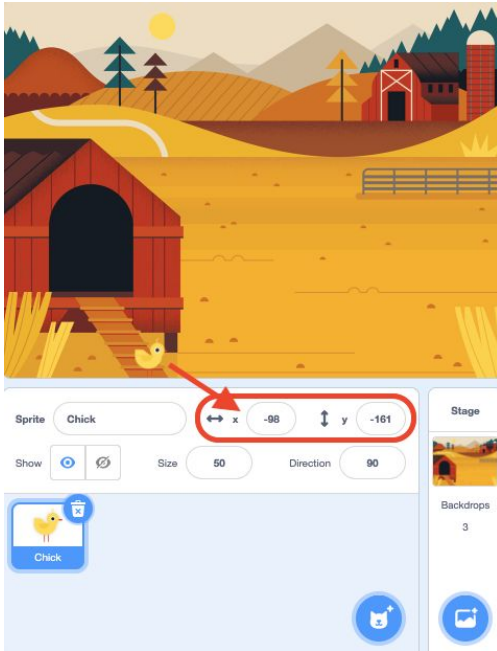 Sprite Chick x -98 y -161 Stage
Show Size 50 Direction 90
Backdrops
3
Chick